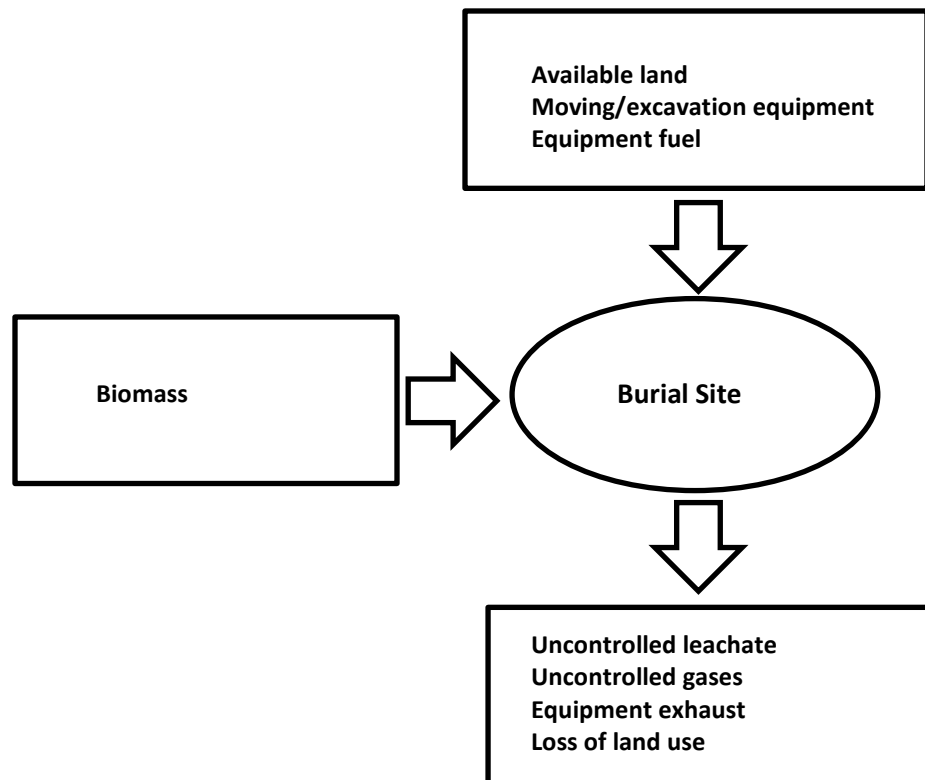 Available land
Moving/excavation equipment
Equipment fuel
Biomass
Burial Site
Uncontrolled leachate
Uncontrolled gases
Equipment exhaust
Loss of land use